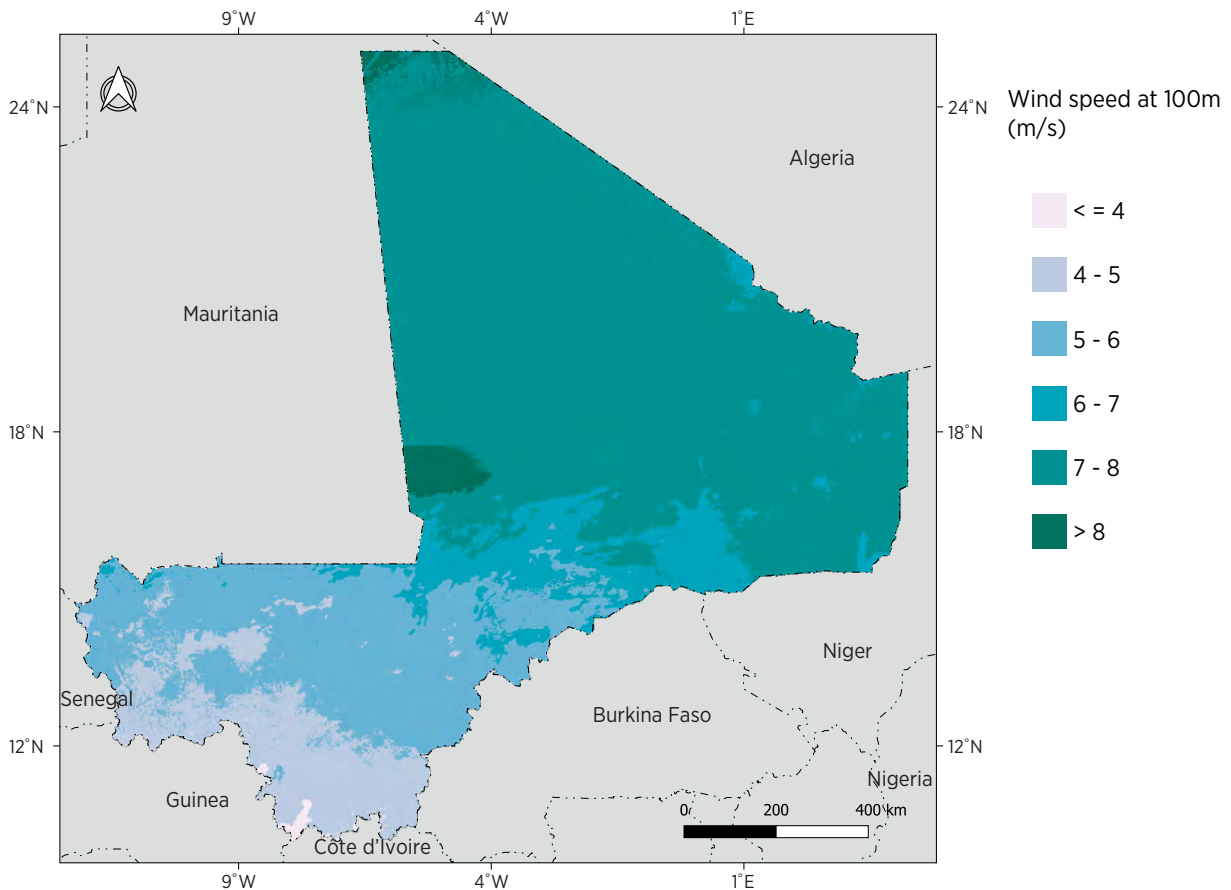 9°W 4°W 1°E
24°N 24°N
Wind speed at 100m
(m/s)
Algeria
< = 4
4 - 5
Mauritania
5 - 6
6 - 7
18°N 18°N
7 - 8
> 8
Niger
Senegal
Burkina Faso
12°N 12°N
Nigeria
Guinea
0 200 400 km
Côte d'Ivoire
9°W 4°W 1°E